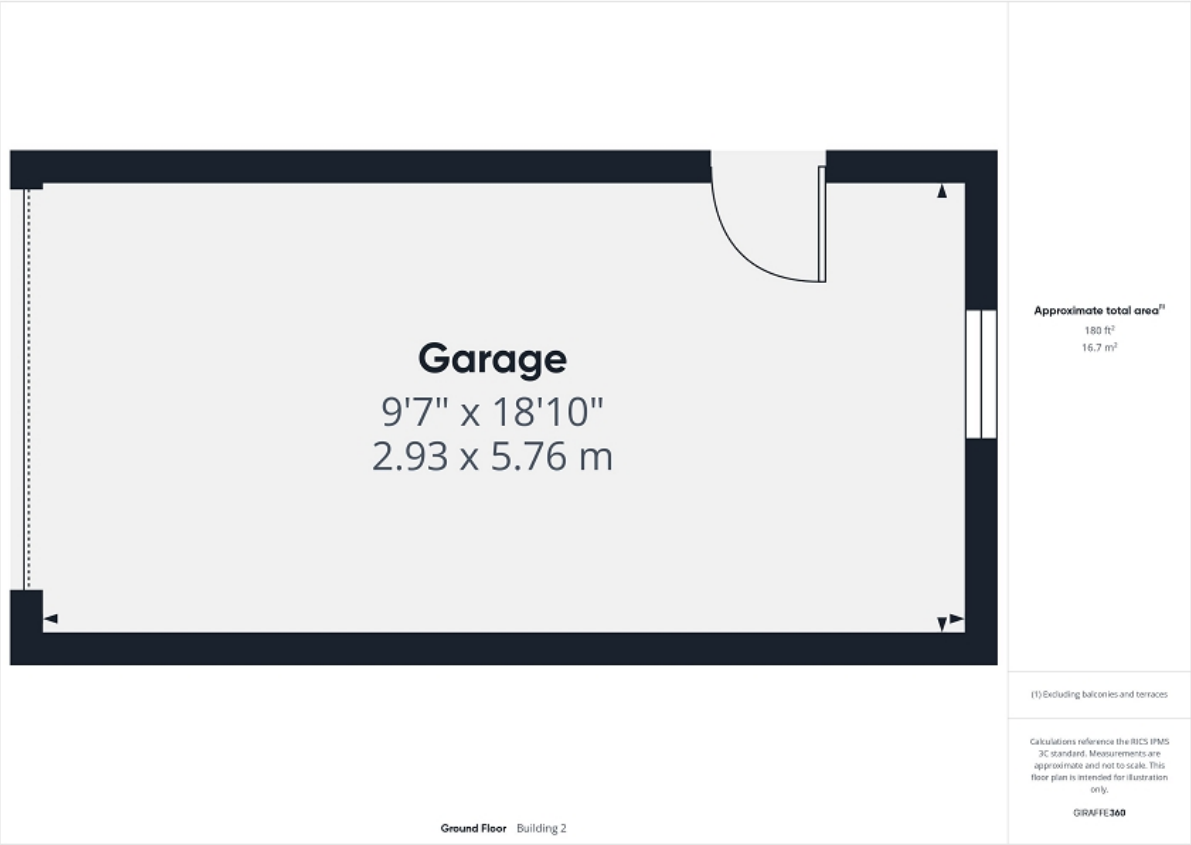 Garage
9'7" x 18'10"
2.93 x 5.76 m
Ground Floor Building 2
Approximate total area⁽¹⁾
180 ft²
16.7 m²
(1) Excluding balconies and terraces
Calculations reference the RICS IPMS
3C standard. Measurements are
approximate and not to scale. This
floor plan is intended for illustration
only.
GIRAFFE360